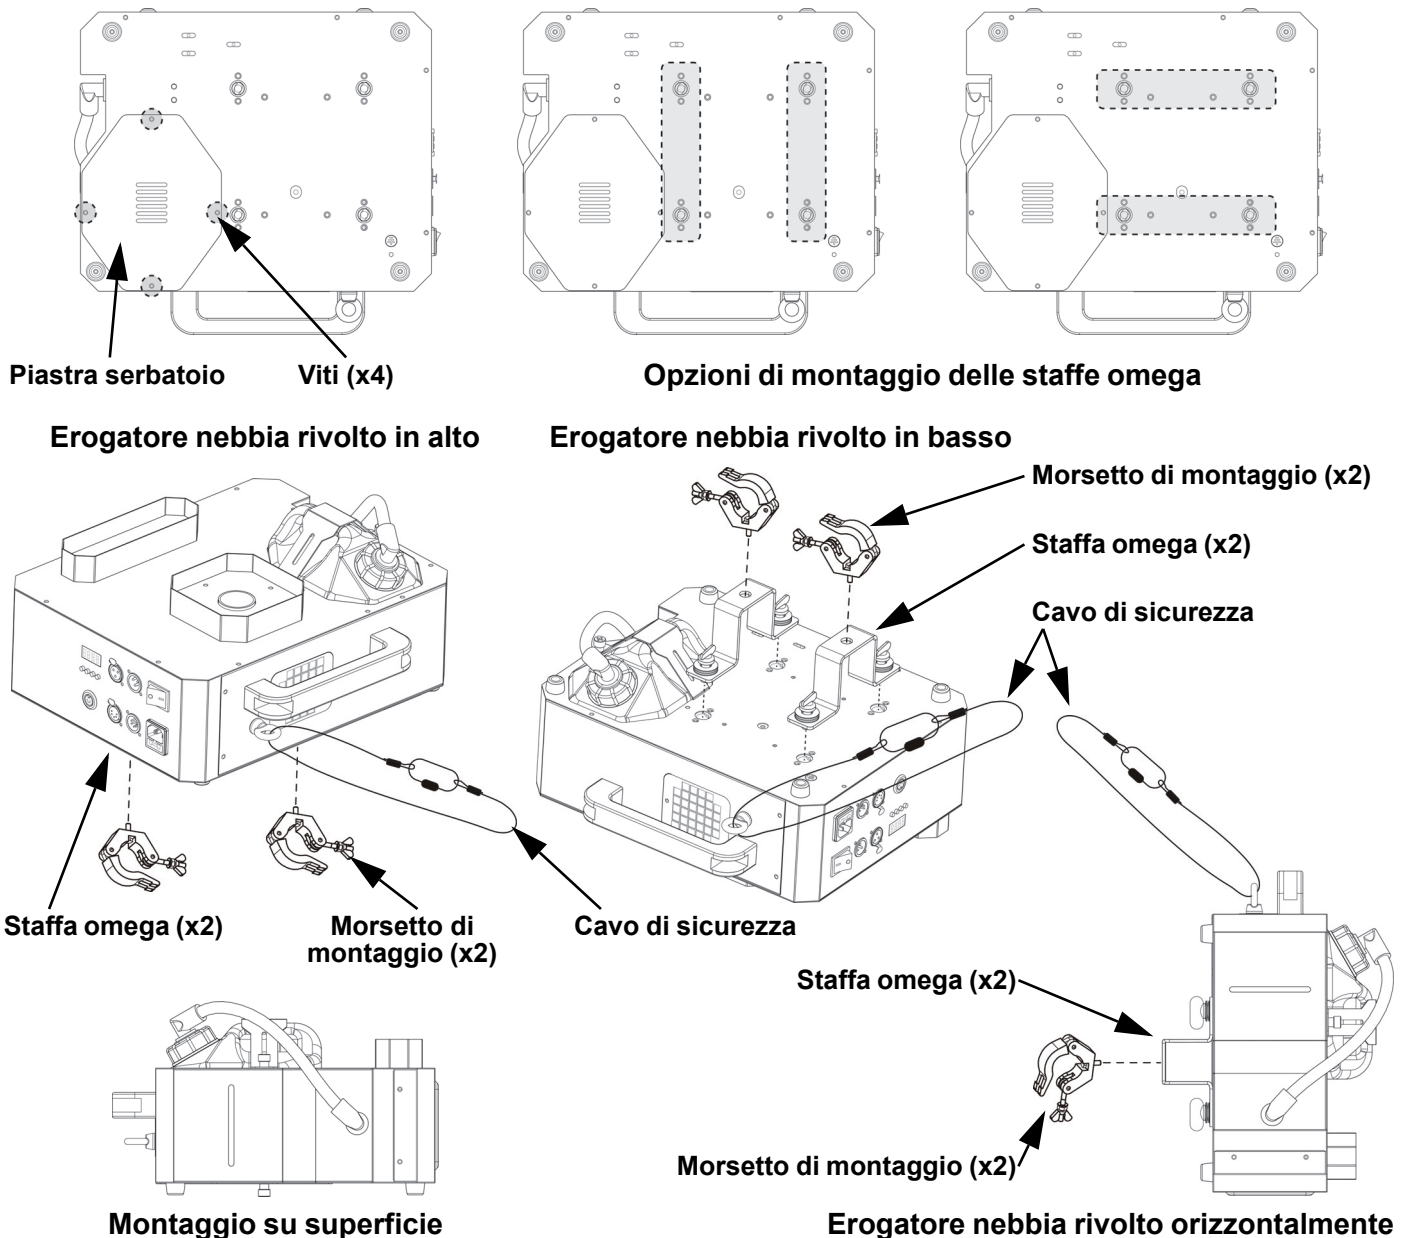 Piastra serbatoio
Viti (x4)
Opzioni di montaggio delle staffe omega
Erogatore nebbia rivolto in alto
Erogatore nebbia rivolto in basso
Morsetto di montaggio (x2)
Staffa omega (x2)
Cavo di sicurezza
Staffa omega (x2)
Morsetto di
montaggio (x2)
Cavo di sicurezza
Staffa omega (x2)
Morsetto di montaggio (x2)
Montaggio su superficie
Erogatore nebbia rivolto orizzontalmente